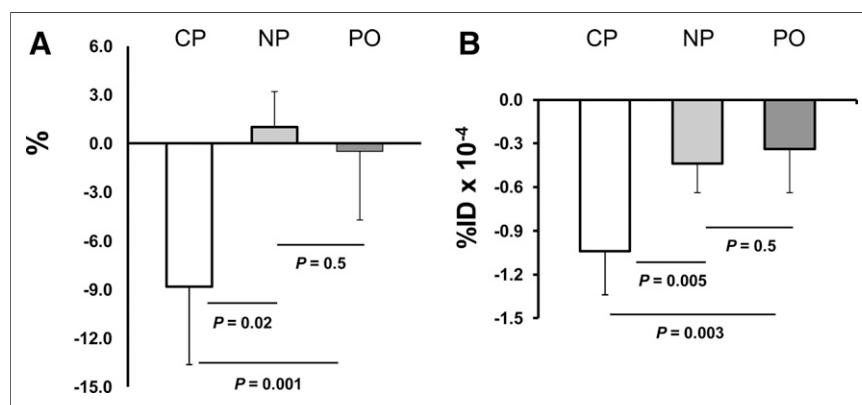 A
CP NP PO
%
6.0
3.0
0.0
-3.0
-6.0
-9.0
-12.0
-15.0
P = 0.5
P = 0.02
P = 0.001
B
CP NP PO
%ID x 10-4
0.0
-0.3
-0.6
-0.9
-1.2
-1.5
P = 0.5
P = 0.005
P = 0.003